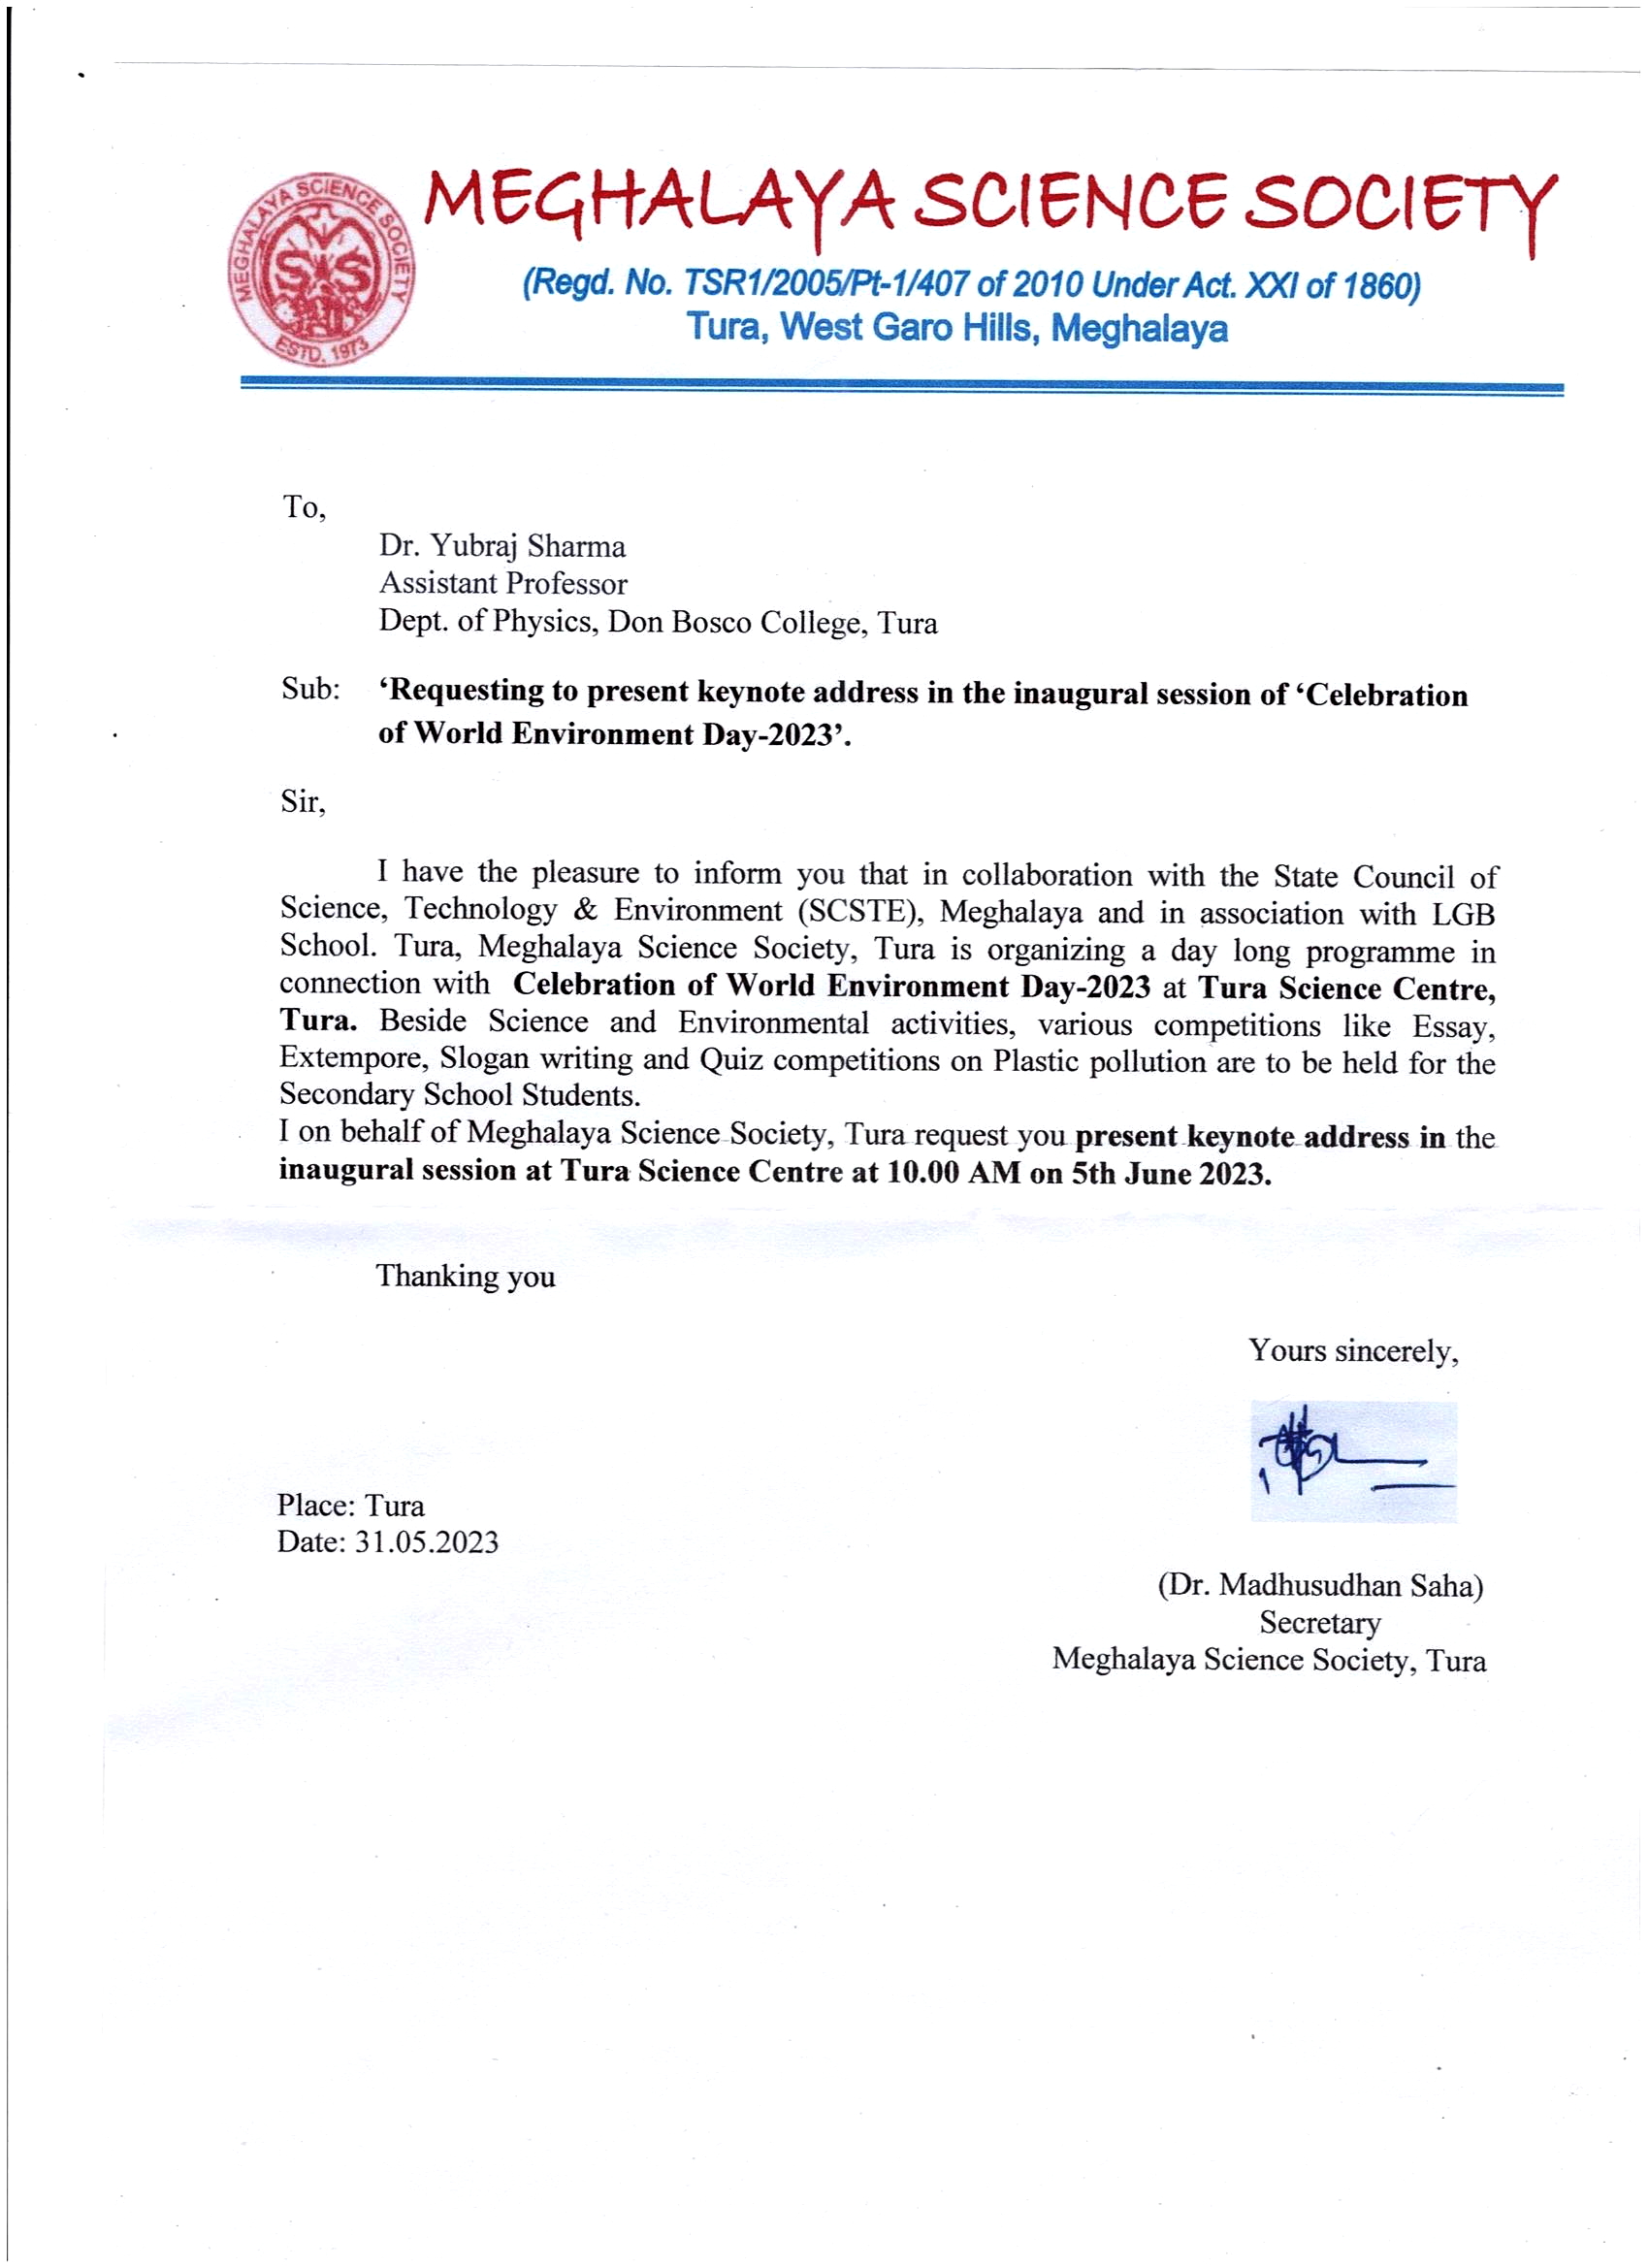 MEGHALAYA SCIENCE SOCIETY
MEGHALAYA SCIENCE SOCIETY
ESTD. 1973
(Regd. No. TSR1/2005/Pt-1/407 of 2010 Under Act. XXI of 1860)
Tura, West Garo Hills, Meghalaya
To,
Dr. Yubraj Sharma
Assistant Professor
Dept. of Physics, Don Bosco College, Tura
Sub: ‘Requesting to present keynote address in the inaugural session of ‘Celebration
of World Environment Day-2023’.
Sir,
I have the pleasure to inform you that in collaboration with the State Council of
Science, Technology & Environment (SCSTE), Meghalaya and in association with LGB
School. Tura, Meghalaya Science Society, Tura is organizing a day long programme in
connection with Celebration of World Environment Day-2023 at Tura Science Centre,
Tura. Beside Science and Environmental activities, various competitions like Essay,
Extempore, Slogan writing and Quiz competitions on Plastic pollution are to be held for the
Secondary School Students.
I on behalf of Meghalaya Science Society, Tura request you present keynote address in the
inaugural session at Tura Science Centre at 10.00 AM on 5th June 2023.
Thanking you
Yours sincerely,
Place: Tura
Date: 31.05.2023
(Dr. Madhusudhan Saha)
Secretary
Meghalaya Science Society, Tura